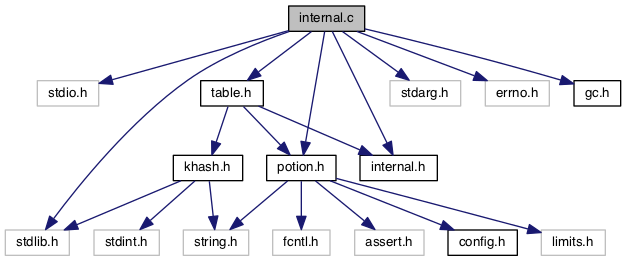 internal.c
stdio.h
table.h
stdarg.h
errno.h
gc.h
khash.h
potion.h
internal.h
stdlib.h
stdint.h
string.h
fcntl.h
assert.h
config.h
limits.h